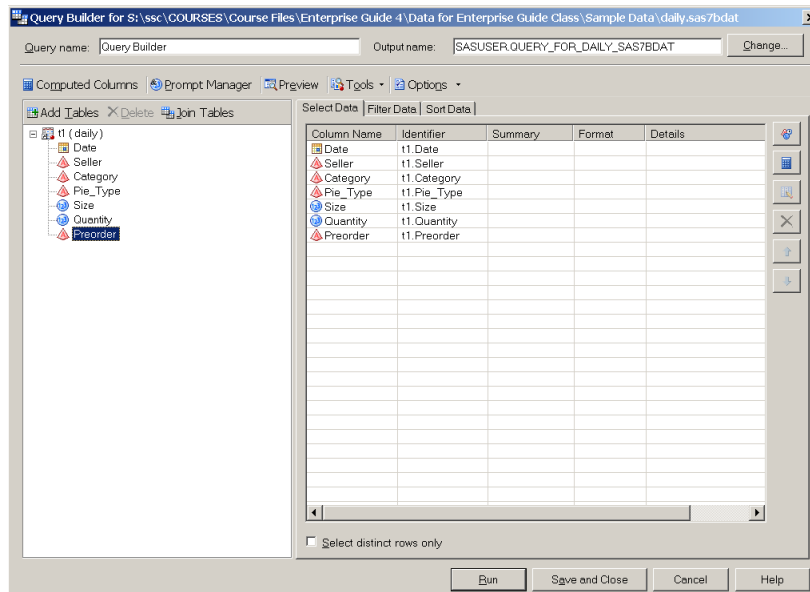 Query Builder for S:\ssc\COURSES\Course Files\Enterprise Guide 4\Data for Enterprise Guide Class\Sample Data\daily.sas7bdat
Query name: Query Builder Output name: SASUSER.QUERY_FOR_DAILY_SAS7BDAT Change...
Computed Columns Prompt Manager Preview Tools Options
Add Tables Delete Join Tables
t1 (daily)
Date
Seller
Category
Pie_Type
Size
Quantity
Preorder
Select Data Filter Data Sort Data
Column Name Identifier Summary Format Details
Date t1.Date
Seller t1.Seller
Category t1.Category
Pie_Type t1.Pie_Type
Size t1.Size
Quantity t1.Quantity
Preorder t1.Preorder
Select distinct rows only
Run Save and Close Cancel Help